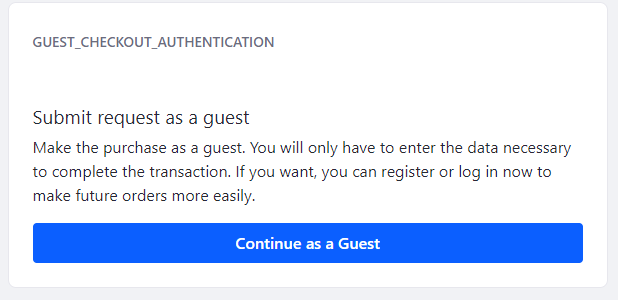 GUEST_CHECKOUT_AUTHENTICATION
Submit request as a guest
Make the purchase as a guest. You will only have to enter the data necessary
to complete the transaction. If you want, you can register or log in now to
make future orders more easily.
Continue as a Guest